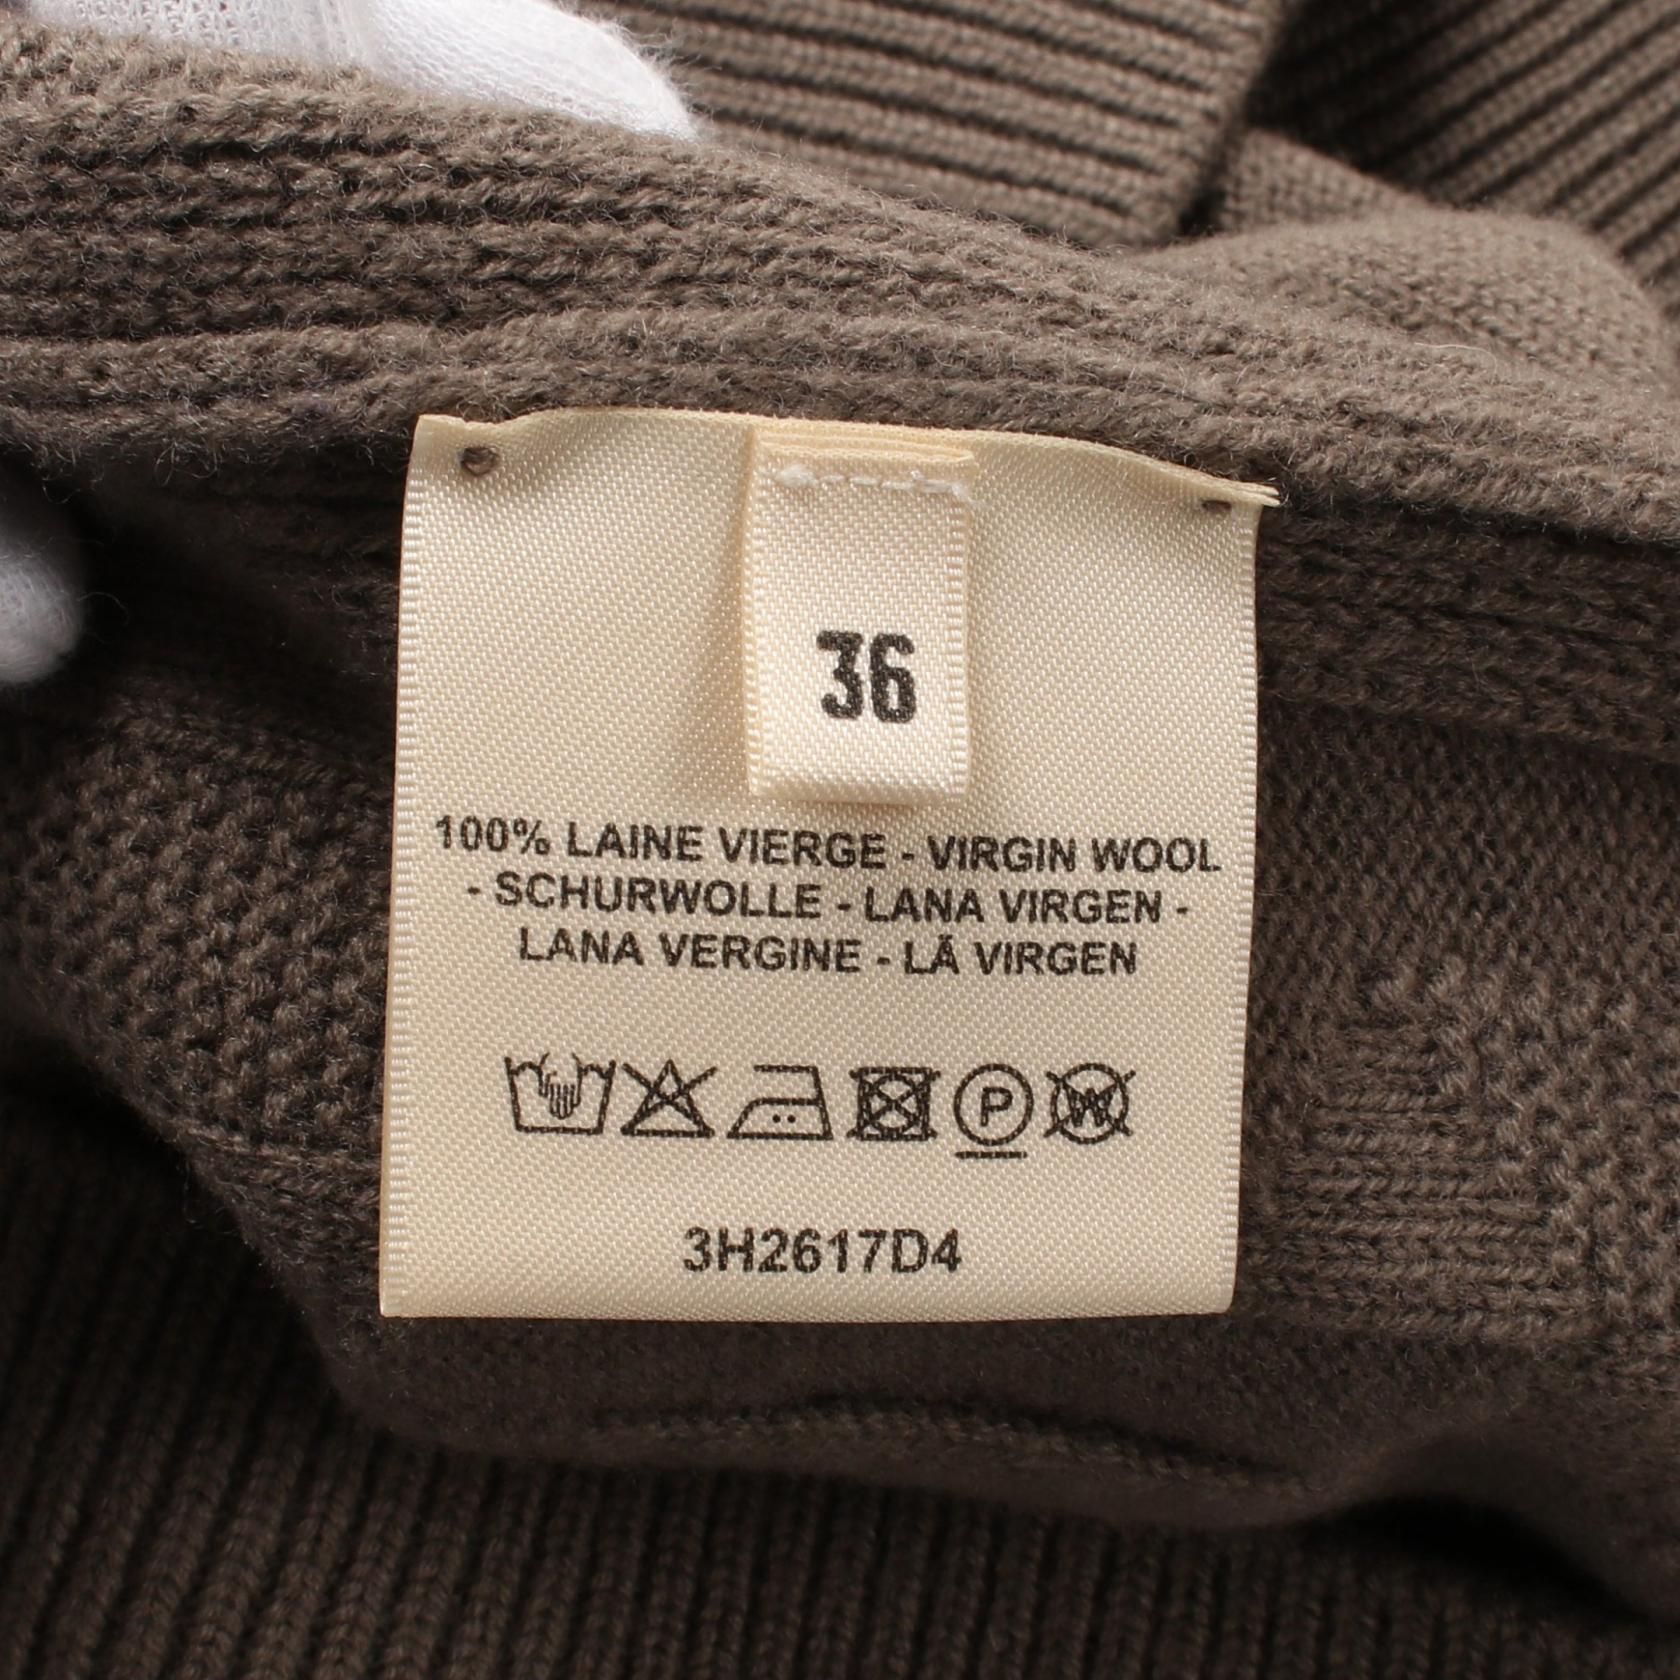 36
100% LAINE VIERGE - VIRGIN WOOL
- SCHURWOLLE - LANA VIRGEN -
LANA VERGINE - LÃ VIRGEN
P W
3H2617D4